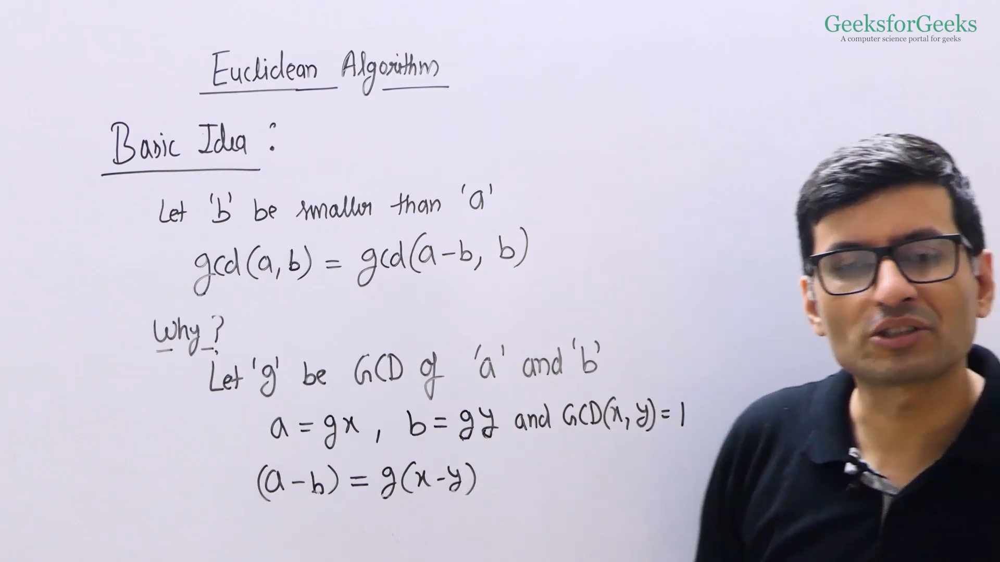 GeeksforGeeks
A computer science portal for geeks
Euclidean Algorithm
Basic Idea :
Let 'b' be smaller than 'a'
gcd(a, b) = gcd(a-b, b)
Why?
Let 'g' be GCD of 'a' and 'b'
a = gx , b = gy and GCD(x, y) = 1
(a-b) = g(x-y)